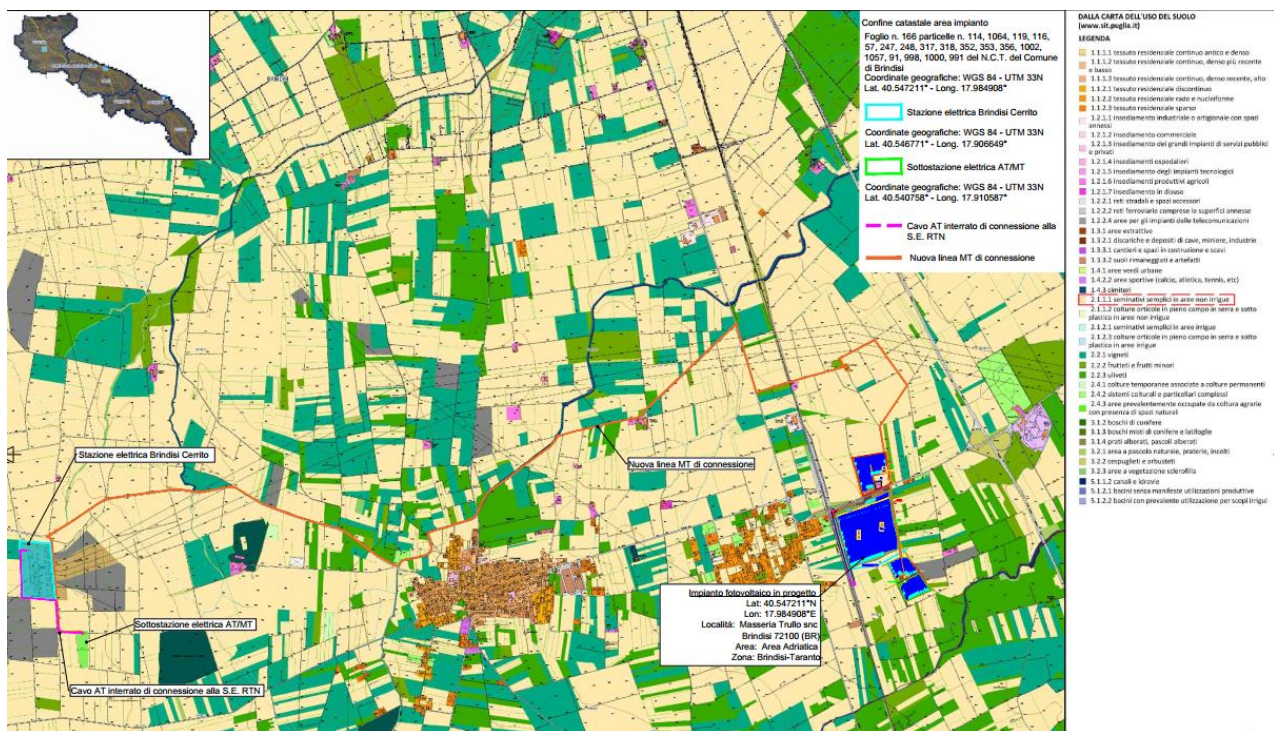 Confine catastale area impianto
Foglio n. 166 particelle n. 114, 1064, 119, 116,
57, 247, 248, 317, 318, 352, 353, 356, 1002,
1057, 91, 998, 1000, 991 del N.C.T. del Comune
di Brindisi
Coordinate geografiche: WGS 84 - UTM 33N
Lat. 40.547211° - Long. 17.984908°
Stazione elettrica Brindisi Cerrito
Coordinate geografiche: WGS 84 - UTM 33N
Lat. 40.546771° - Long. 17.906649°
Sottostazione elettrica AT/MT
Coordinate geografiche: WGS 84 - UTM 33N
Lat. 40.540758° - Long. 17.910587°
Cavo AT interrato di connessione alla
S.E. RTN
Nuova linea MT di connessione
Stazione elettrica Brindisi Cerrito
Nuova linea MT di connessione
Sottostazione elettrica AT/MT
Cavo AT interrato di connessione alla S.E. RTN
Impianto fotovoltaico in progetto
Lat: 40.547211°N
Lon: 17.984908°E
Località: Masseria Trullo snc
Brindisi 72100 (BR)
Area: Area Adriatica
Zona: Brindisi-Taranto
DALLA CARTA DELL'USO DEL SUOLO
(www.sit.puglia.it)
LEGENDA
1.1.1.1 tessuto residenziale continuo antico e denso
1.1.1.2 tessuto residenziale continuo, denso più recente
e basso
1.1.1.3 tessuto residenziale continuo, denso recente, alto
1.1.2.1 tessuto residenziale discontinuo
1.1.2.2 tessuto residenziale rado e nucleiforme
1.1.2.3 tessuto residenziale sparso
1.2.1.1 insediamento industriale o artigianale con spazi
annessi
1.2.1.2 insediamento commerciale
1.2.1.3 insediamento dei grandi impianti di servizi pubblici
e privati
1.2.1.4 insediamenti ospedalieri
1.2.1.5 insediamento degli impianti tecnologici
1.2.1.6 insediamenti produttivi agricoli
1.2.1.7 insediamento in disuso
1.2.2.1 reti stradali e spazi accessori
1.2.2.2 reti ferroviarie comprese le superfici annesse
1.2.2.4 aree per gli impianti delle telecomunicazioni
1.3.1 aree estrattive
1.3.2.1 discariche e depositi di cave, miniere, industrie
1.3.3.1 cantieri e spazi in costruzione e scavi
1.3.3.2 suoli rimaneggiati e artefatti
1.4.1 aree verdi urbane
1.4.2.2 aree sportive (calcio, atletica, tennis, etc)
1.4.3 cimiteri
2.1.1.1 seminativi semplici in aree non irrigue
2.1.1.2 colture orticole in pieno campo in serra e sotto
plastica in aree non irrigue
2.1.2.1 seminativi semplici in aree irrigue
2.1.2.3 colture orticole in pieno campo in serra e sotto
plastica in aree irrigue
2.2.1 vigneti
2.2.2 frutteti e frutti minori
2.2.3 uliveti
2.4.1 colture temporanee associate a colture permanenti
2.4.2 sistemi colturali e particellari complessi
2.4.3 aree prevalentemente occupate da coltura agrarie
con presenza di spazi naturali
3.1.2 boschi di conifere
3.1.3 boschi misti di conifere e latifoglie
3.1.4 prati alberati, pascoli alberati
3.2.1 area a pascolo naturale, praterie, incolti
3.2.2 cespuglieti e arbusteti
3.2.3 aree a vegetazione sclerofilla
5.1.1.2 canali e idrovie
5.1.2.1 bacini senza manifeste utilizzazioni produttive
5.1.2.2 bacini con prevalente utilizzazione per scopi irrigui